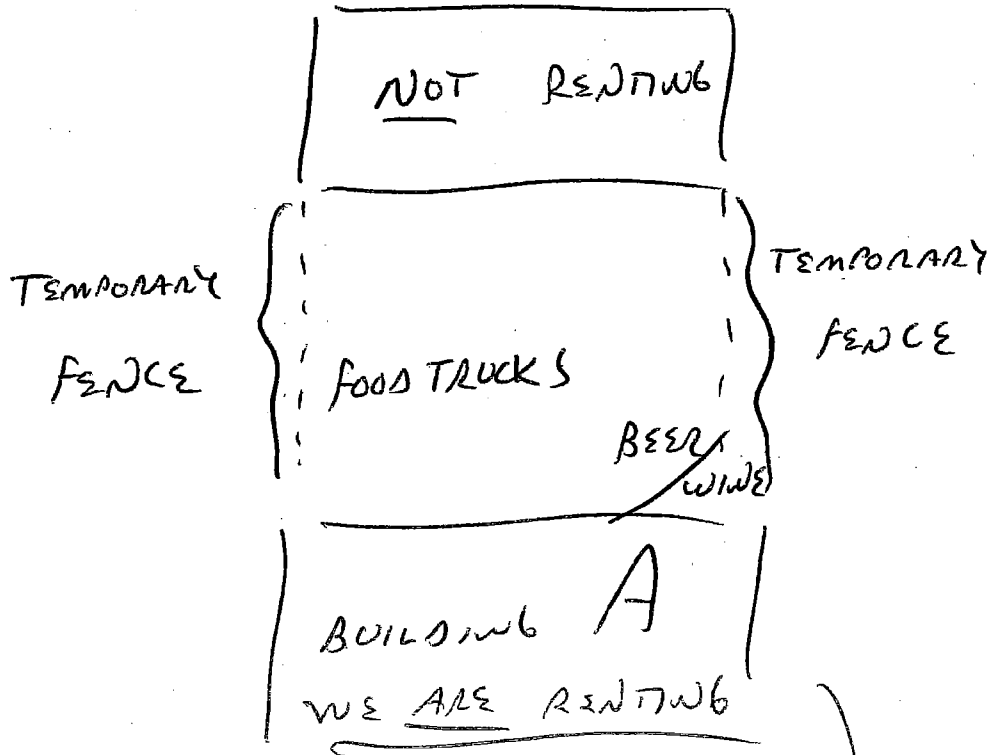 NOT RENTING
TEMPORARY
FENCE
TEMPORARY
FENCE
FOOD TRUCKS
BEER/
WINE
BUILDING A
WE ARE RENTING